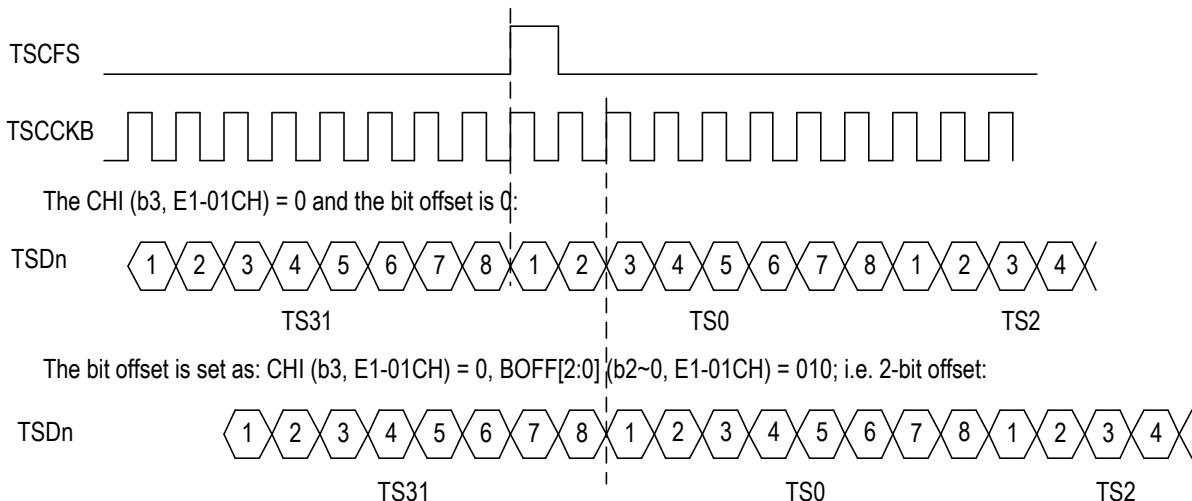 TSCFS
TSCCKB
The CHI (b3, E1-01CH) = 0 and the bit offset is 0:
TSDn 1 2 3 4 5 6 7 8 1 2 3 4 5 6 7 8 1 2 3 4
TS31 TS0 TS2
The bit offset is set as: CHI (b3, E1-01CH) = 0, BOFF[2:0] (b2~0, E1-01CH) = 010; i.e. 2-bit offset:
TSDn 1 2 3 4 5 6 7 8 1 2 3 4 5 6 7 8 1 2 3 4
TS31 TS0 TS2